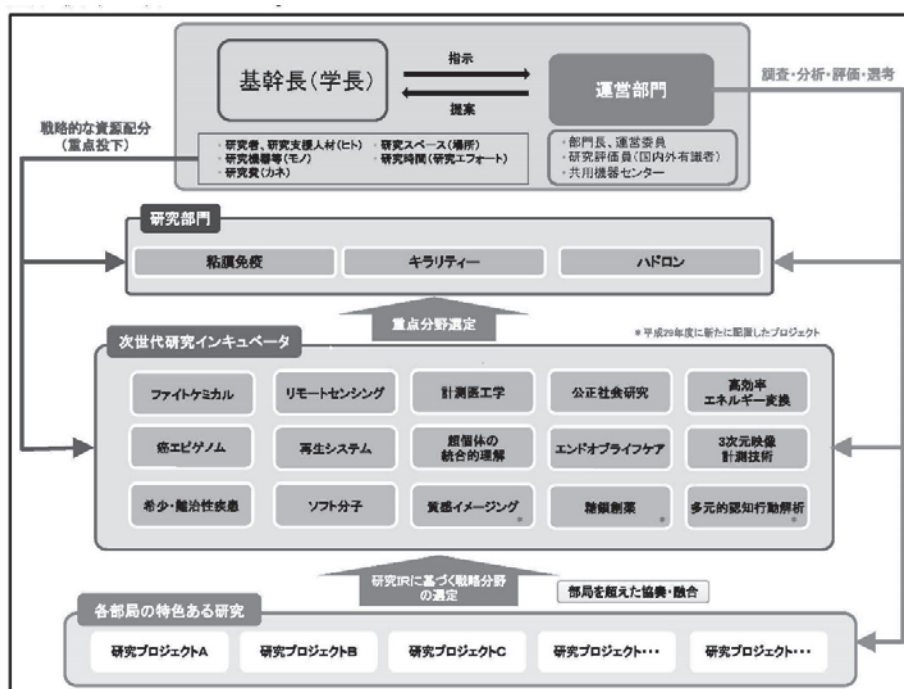 基幹長(学長)
指示
提案
運営部門
調査・分析・評価・選考
戦略的な資源配分
(重点投下)
・研究者、研究支援人材(ヒト)
・研究機器等(モノ)
・研究費(カネ)
・研究スペース(場所)
・研究時間(研究エフォート)
・部門長、運営委員
・研究評価員(国内外有識者)
・共用機器センター
研究部門
粘膜免疫
キラリティー
ハドロン
重点分野選定
*平成29年度に新たに配置したプロジェクト
次世代研究インキュベータ
ファイトケミカル
リモートセンシング
計測医工学
公正社会研究
高効率
エネルギー変換
癌エピゲノム
再生システム
超個体の
統合的理解
エンドオブライフケア
3次元映像
計測技術
希少・難治性疾患
ソフト分子
質感イメージング*
糖鎖創薬*
多元的認知行動解析*
研究IRに基づく戦略分野
の選定
部局を超えた協奏・融合
各部局の特色ある研究
研究プロジェクトA
研究プロジェクトB
研究プロジェクトC
研究プロジェクト・・・
研究プロジェクト・・・